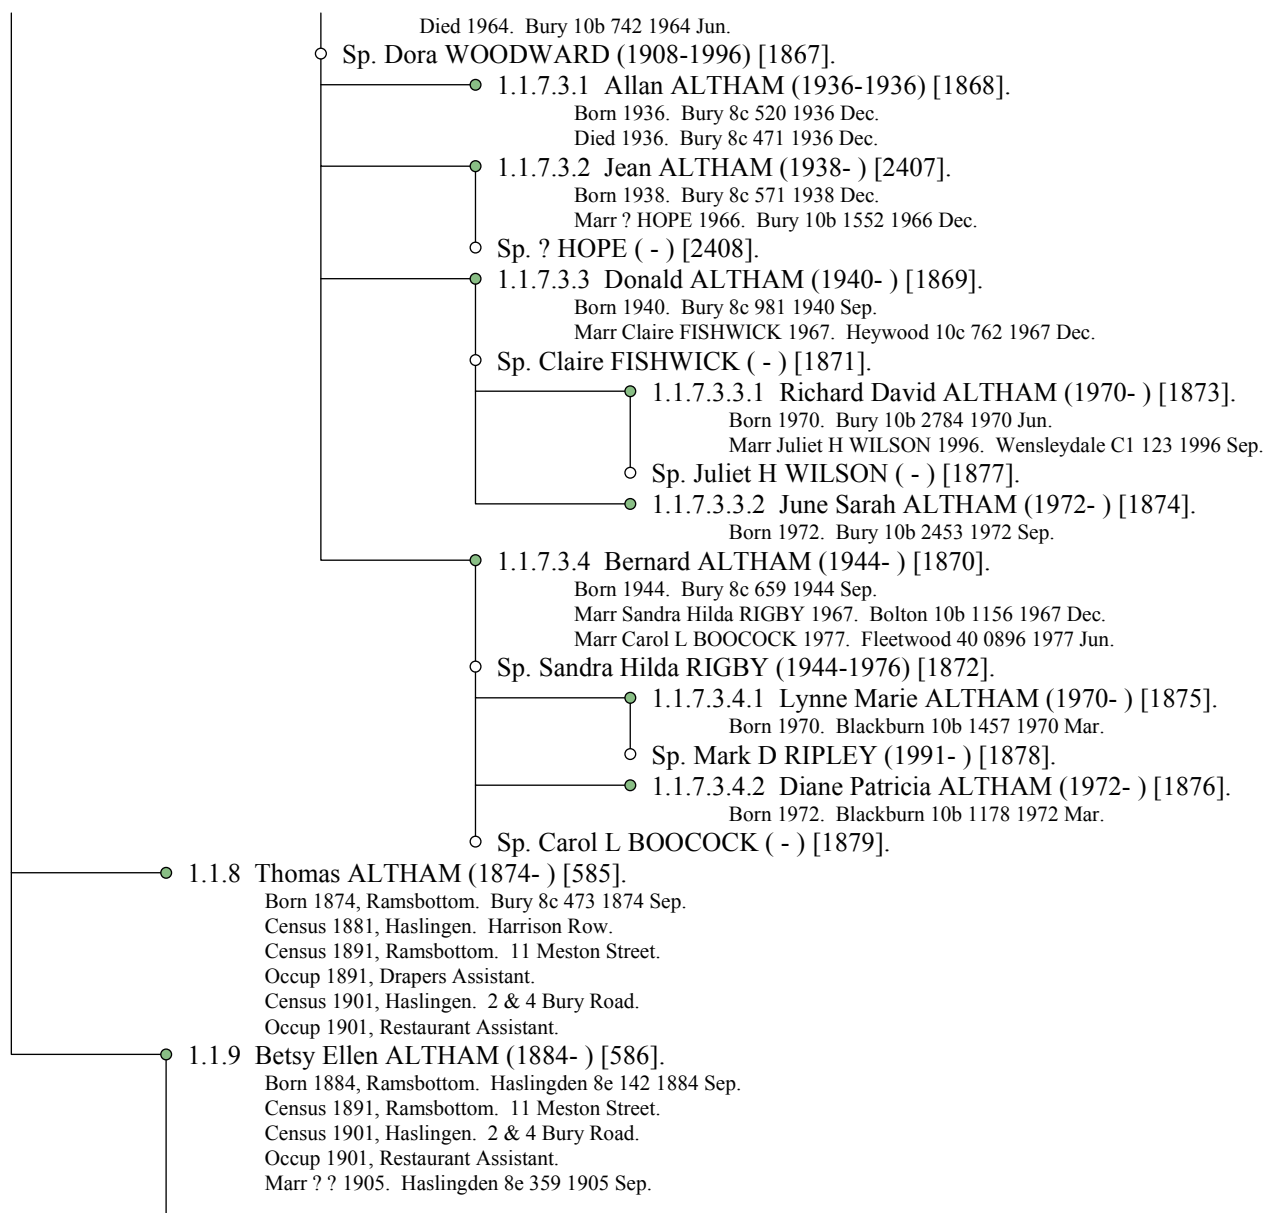 Died 1964. Bury 10b 742 1964 Jun.
Sp. Dora WOODWARD (1908-1996) [1867].
1.1.7.3.1 Allan ALTHAM (1936-1936) [1868].
Born 1936. Bury 8c 520 1936 Dec.
Died 1936. Bury 8c 471 1936 Dec.
1.1.7.3.2 Jean ALTHAM (1938- ) [2407].
Born 1938. Bury 8c 571 1938 Dec.
Marr ? HOPE 1966. Bury 10b 1552 1966 Dec.
Sp. ? HOPE ( - ) [2408].
1.1.7.3.3 Donald ALTHAM (1940- ) [1869].
Born 1940. Bury 8c 981 1940 Sep.
Marr Claire FISHWICK 1967. Heywood 10c 762 1967 Dec.
Sp. Claire FISHWICK ( - ) [1871].
1.1.7.3.3.1 Richard David ALTHAM (1970- ) [1873].
Born 1970. Bury 10b 2784 1970 Jun.
Marr Juliet H WILSON 1996. Wensleydale C1 123 1996 Sep.
Sp. Juliet H WILSON ( - ) [1877].
1.1.7.3.3.2 June Sarah ALTHAM (1972- ) [1874].
Born 1972. Bury 10b 2453 1972 Sep.
1.1.7.3.4 Bernard ALTHAM (1944- ) [1870].
Born 1944. Bury 8c 659 1944 Sep.
Marr Sandra Hilda RIGBY 1967. Bolton 10b 1156 1967 Dec.
Marr Carol L BOOCOCK 1977. Fleetwood 40 0896 1977 Jun.
Sp. Sandra Hilda RIGBY (1944-1976) [1872].
1.1.7.3.4.1 Lynne Marie ALTHAM (1970- ) [1875].
Born 1970. Blackburn 10b 1457 1970 Mar.
Sp. Mark D RIPLEY (1991- ) [1878].
1.1.7.3.4.2 Diane Patricia ALTHAM (1972- ) [1876].
Born 1972. Blackburn 10b 1178 1972 Mar.
Sp. Carol L BOOCOCK ( - ) [1879].
1.1.8 Thomas ALTHAM (1874- ) [585].
Born 1874, Ramsbottom. Bury 8c 473 1874 Sep.
Census 1881, Haslingen. Harrison Row.
Census 1891, Ramsbottom. 11 Meston Street.
Occup 1891, Drapers Assistant.
Census 1901, Haslingen. 2 & 4 Bury Road.
Occup 1901, Restaurant Assistant.
1.1.9 Betsy Ellen ALTHAM (1884- ) [586].
Born 1884, Ramsbottom. Haslingden 8e 142 1884 Sep.
Census 1891, Ramsbottom. 11 Meston Street.
Census 1901, Haslingen. 2 & 4 Bury Road.
Occup 1901, Restaurant Assistant.
Marr ? ? 1905. Haslingden 8e 359 1905 Sep.